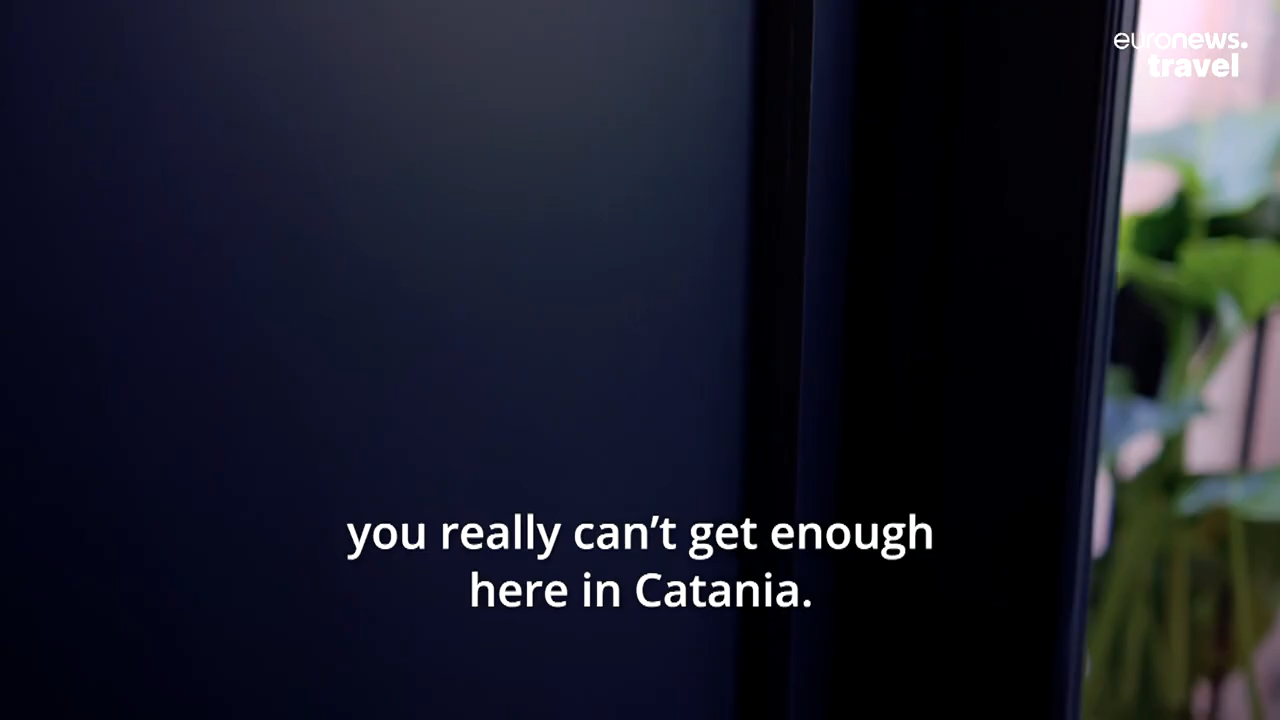 euronews.
travel
you really can’t get enough
here in Catania.